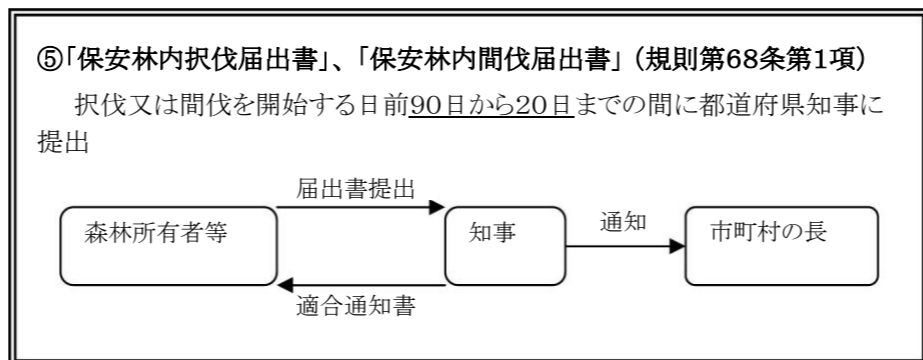 ⑤「保安林内択伐届出書」、「保安林内間伐届出書」（規則第68条第1項）
択伐又は間伐を開始する日前90日から20日までの間に都道府県知事に
提出
届出書提出
森林所有者等
知事
通知
市町村の長
適合通知書